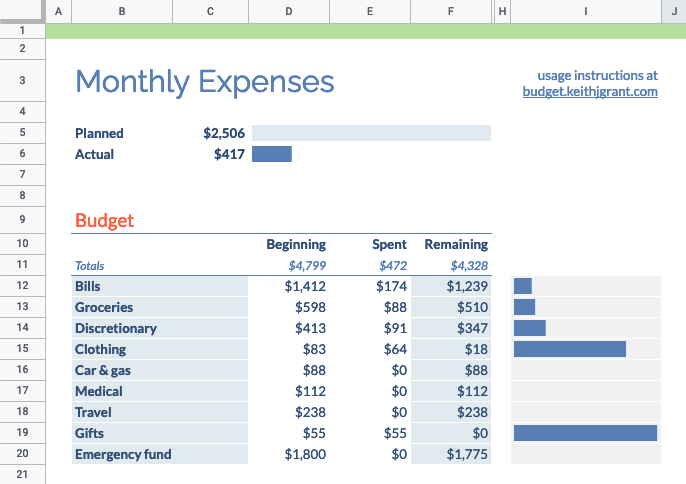 A B C D E F H I J
1
2
3 Monthly Expenses usage instructions at
budget.keithjgrant.com
4
5 Planned $2,506
6 Actual $417
7
8
9 Budget
10 Beginning Spent Remaining
11 Totals $4,799 $472 $4,328
12 Bills $1,412 $174 $1,239
13 Groceries $598 $88 $510
14 Discretionary $413 $91 $347
15 Clothing $83 $64 $18
16 Car & gas $88 $0 $88
17 Medical $112 $0 $112
18 Travel $238 $0 $238
19 Gifts $55 $55 $0
20 Emergency fund $1,800 $0 $1,775
21